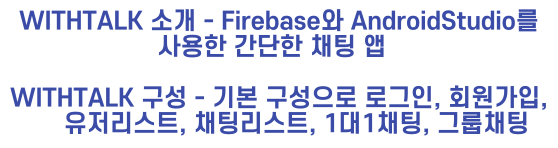 WITHTALK 소개 - Firebase와 AndroidStudio를
사용한 간단한 채팅 앱
WITHTALK 구성 - 기본 구성으로 로그인, 회원가입,
유저리스트, 채팅리스트, 1대1채팅, 그룹채팅